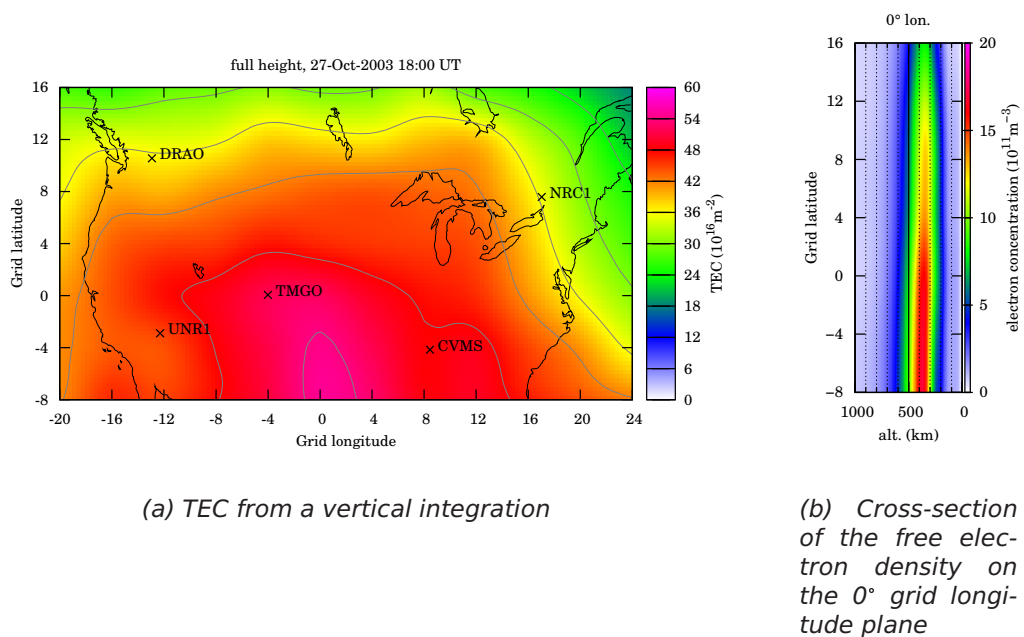 full height, 27-Oct-2003 18:00 UT
16
12
8
4
0
-4
-8
Grid latitude
-20
-16
-12
-8
-4
0
4
8
12
16
20
24
Grid longitude
DRAO
NRC1
TMGO
UNR1
CVMS
60
54
48
42
36
30
24
18
12
6
0
TEC (10^16 m^-2)
(a) TEC from a vertical integration
0° lon.
16
12
8
4
0
−4
−8
Grid latitude
1000
500
0
alt. (km)
20
15
10
5
0
electron concentration (10^11 m^-3)
(b) Cross-section
of the free elec-
tron density on
the 0° grid longi-
tude plane